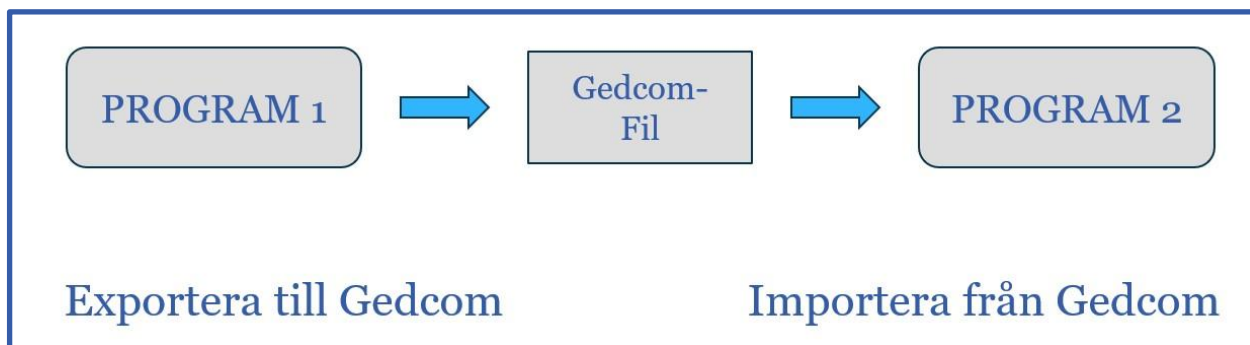 PROGRAM 1
Gedcom-
Fil
PROGRAM 2
Exportera till Gedcom
Importera från Gedcom